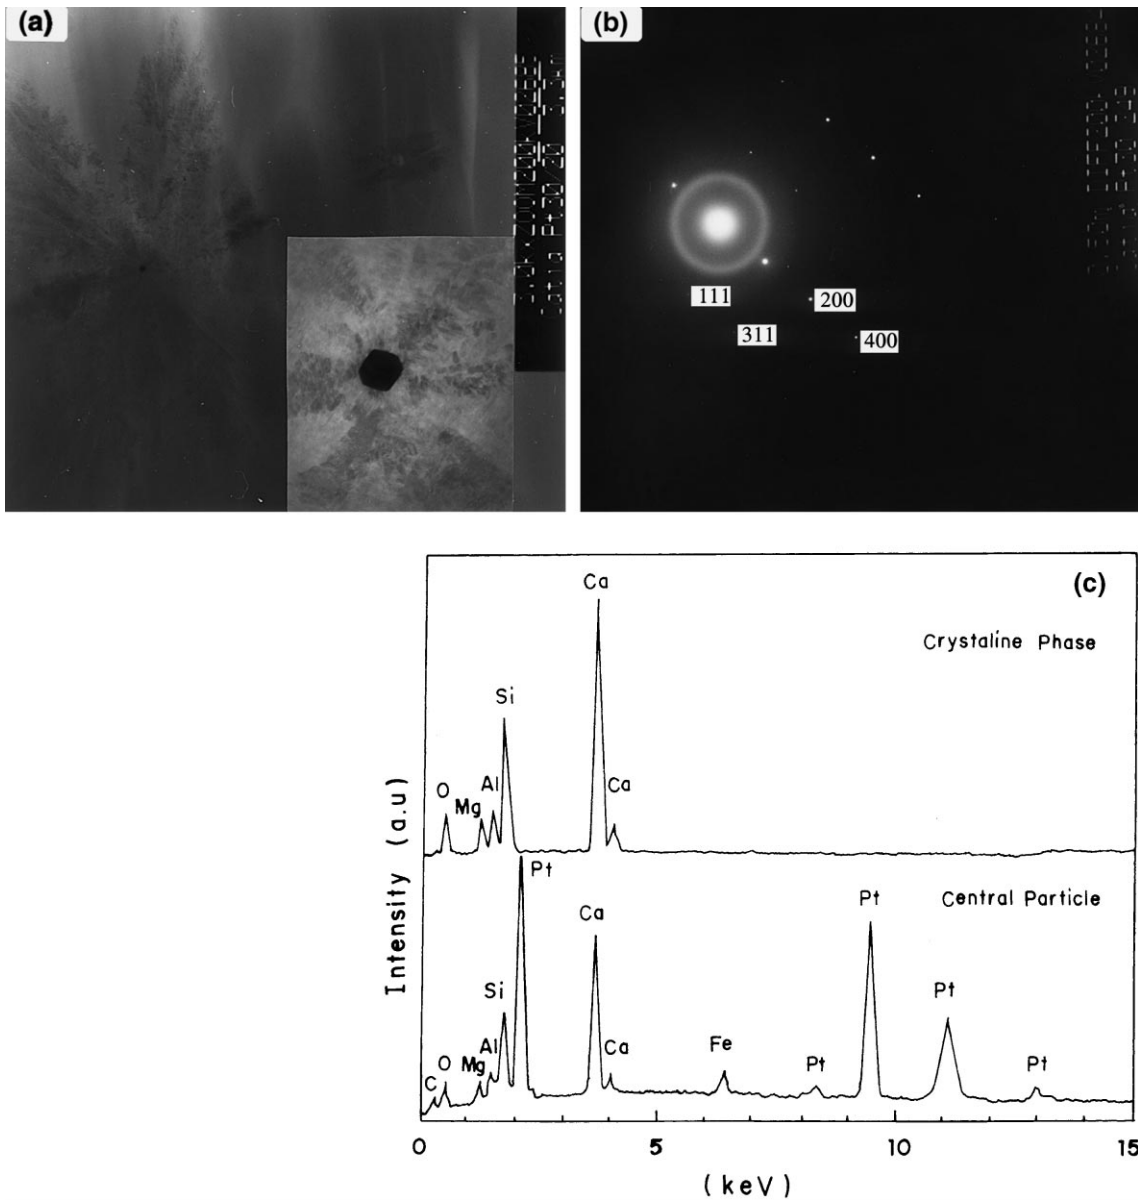 (a)
(b)
111
200
311
400
(c)
Ca
Crystaline Phase
Si
O
Mg
Al
Ca
Pt
Ca
Pt
Central Particle
Si
Pt
Al
Ca
Fe
C
O
Mg
Pt
Pt
Intensity (a.u)
0
5
10
15
(keV)